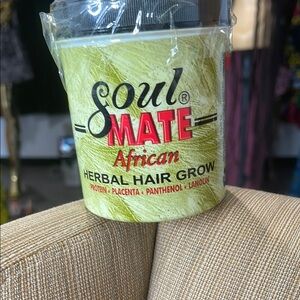 Soul®
MATE
African
HERBAL HAIR GROW
PROTEIN • PLACENTA • PANTHENOL • LANOLIN